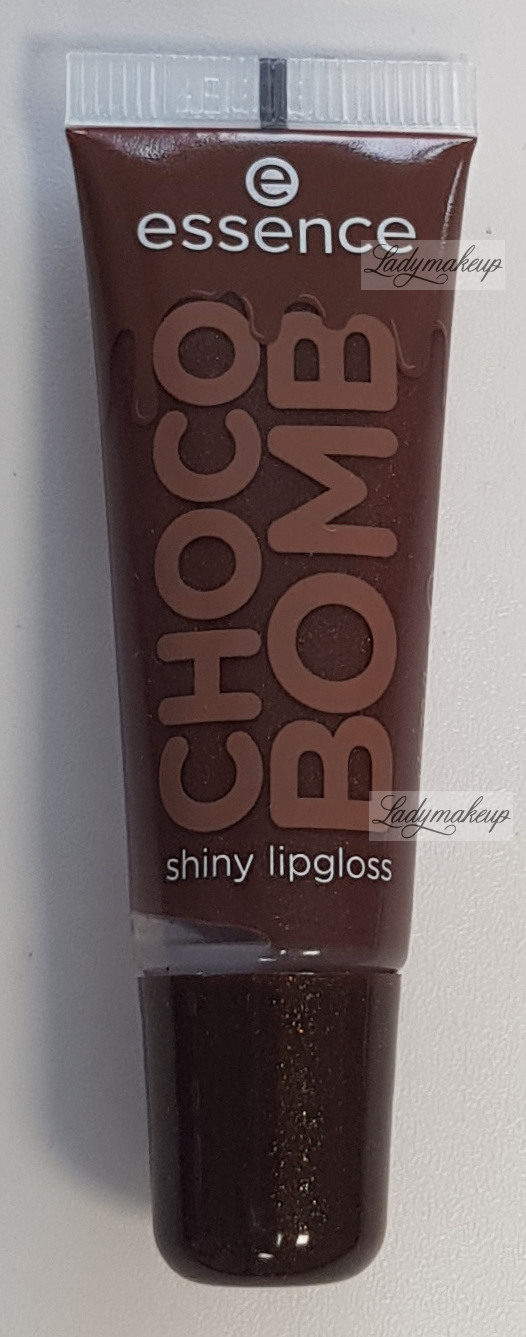 e
essence
Ladymakeup
CHOCO
BOMB
Ladymakeup
shiny lipgloss